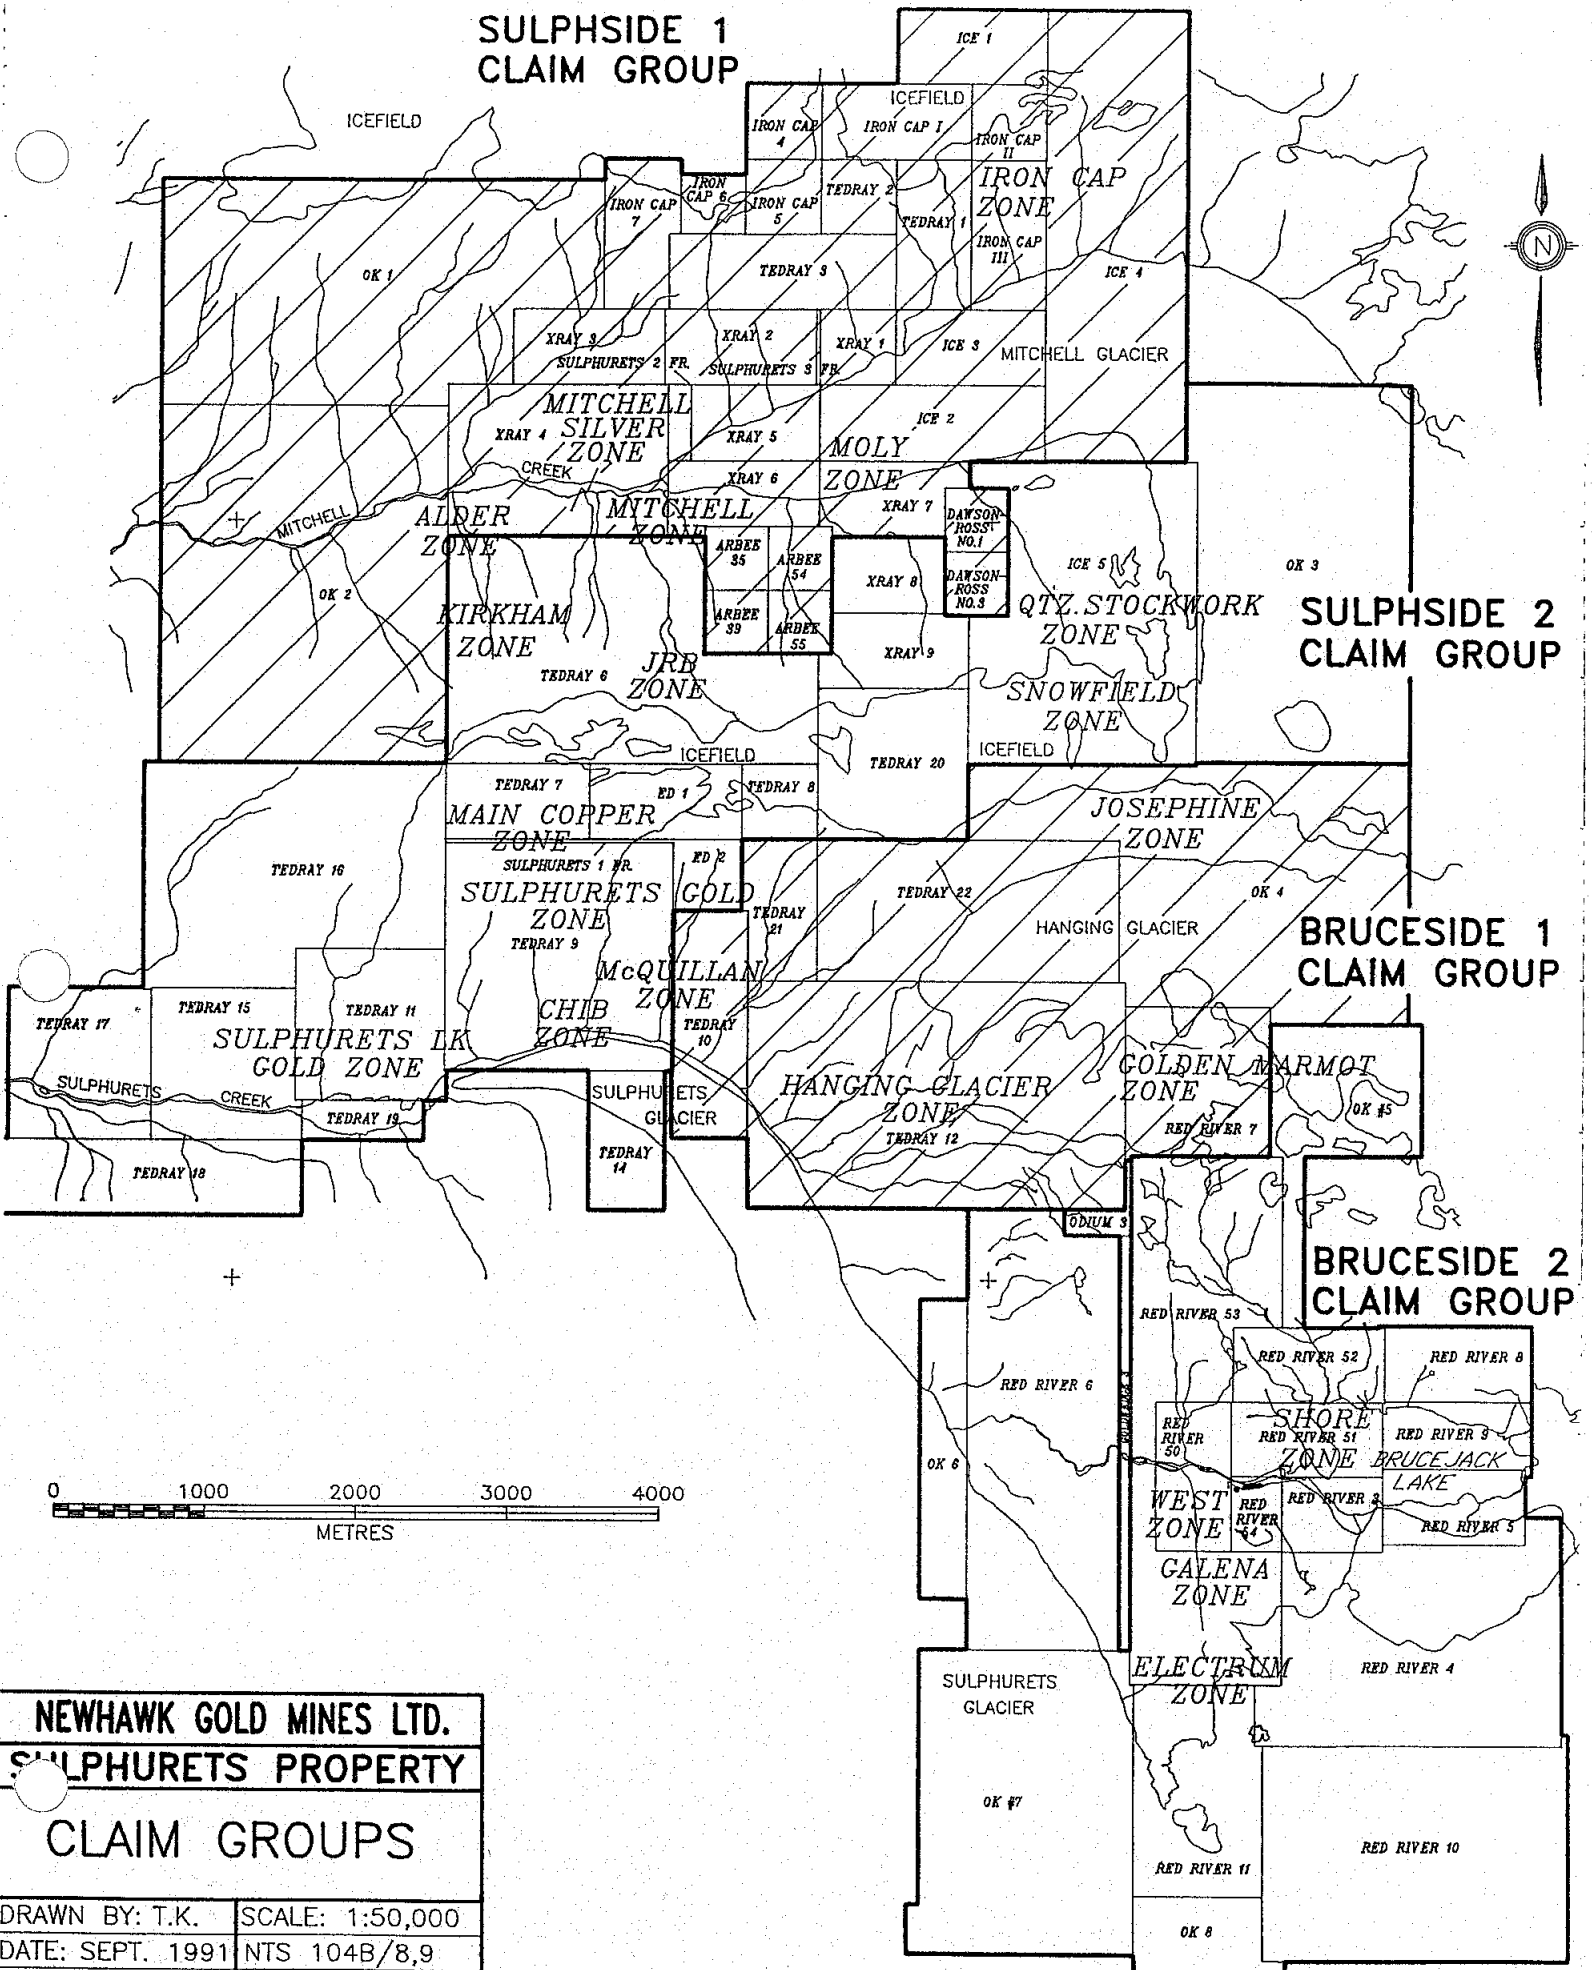 SULPHSIDE 1
CLAIM GROUP
ICE 1
ICEFIELD
ICEFIELD
IRON CAP
4
IRON CAP I
IRON CAP
II
IRON CAP
ZONE
IRON CAP
7
IRON
CAP 6
IRON CAP
5
TEDRAY 2
TEDRAY 1
IRON CAP
III
N
OK 1
TEDRAY 3
ICE 4
XRAY 3
XRAY 2
XRAY 1
ICE 3
MITCHELL GLACIER
SULPHURETS 2 FR.
SULPHURETS 3 FR.
MITCHELL
SILVER
ZONE
XRAY 4
XRAY 5
ICE 2
MOLY
ZONE
CREEK
XRAY 6
XRAY 7
MITCHELL
ALDER
ZONE
MITCHELL
ZONE
DAWSON
ROSS
NO.1
ARBEE
35
ARBEE
54
XRAY 8
DAWSON
ROSS
NO.3
ICE 5
OK 3
OK 2
KIRKHAM
ZONE
ARBEE
39
ARBEE
55
QTZ.STOCKWORK
ZONE
SULPHSIDE 2
CLAIM GROUP
TEDRAY 6
JRB
ZONE
XRAY 9
SNOWFIELD
ZONE
ICEFIELD
ICEFIELD
TEDRAY 20
TEDRAY 7
ED 1
TEDRAY 8
MAIN COPPER
ZONE
JOSEPHINE
ZONE
SULPHURETS 1 FR.
ED 2
TEDRAY 16
SULPHURETS GOLD
ZONE
TEDRAY
21
TEDRAY 22
OK 4
HANGING GLACIER
BRUCESIDE 1
CLAIM GROUP
TEDRAY 9
McQUILLAN
ZONE
TEDRAY 17
TEDRAY 15
TEDRAY 11
CHIB
ZONE
TEDRAY
10
SULPHURETS LK
GOLD ZONE
HANGING GLACIER
ZONE
GOLDEN MARMOT
ZONE
SULPHURETS
CREEK
SULPHURETS
GLACIER
OK #5
TEDRAY 19
TEDRAY 12
RED RIVER 7
TEDRAY 18
TEDRAY
14
ODIUM 3
BRUCESIDE 2
CLAIM GROUP
RED RIVER 53
RED RIVER 52
RED RIVER 8
RED RIVER 6
RED
RIVER
50
SHORE
RED RIVER 51
ZONE
RED RIVER 9
BRUCEJACK
LAKE
OK 6
WEST
ZONE
RED
RIVER
54
RED RIVER 3
RED RIVER 5
0 1000 2000 3000 4000
METRES
GALENA
ZONE
ELECTRUM
ZONE
RED RIVER 4
SULPHURETS
GLACIER
OK #7
RED RIVER 10
RED RIVER 11
OK 8
NEWHAWK GOLD MINES LTD.
SULPHURETS PROPERTY
CLAIM GROUPS
DRAWN BY: T.K. SCALE: 1:50,000
DATE: SEPT. 1991 NTS 104B/8,9